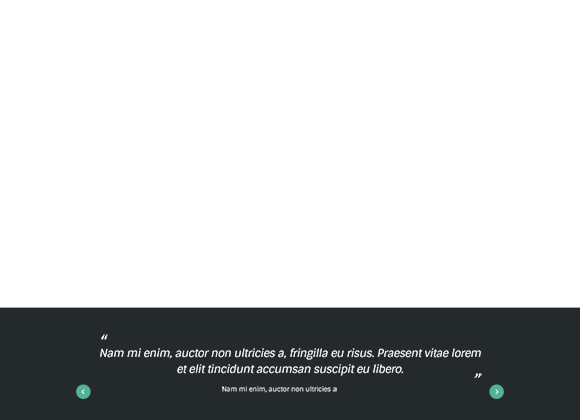 “
Nam mi enim, auctor non ultricies a, fringilla eu risus. Praesent vitae lorem
et elit tincidunt accumsan suscipit eu libero.
”
Nam mi enim, auctor non ultricies a